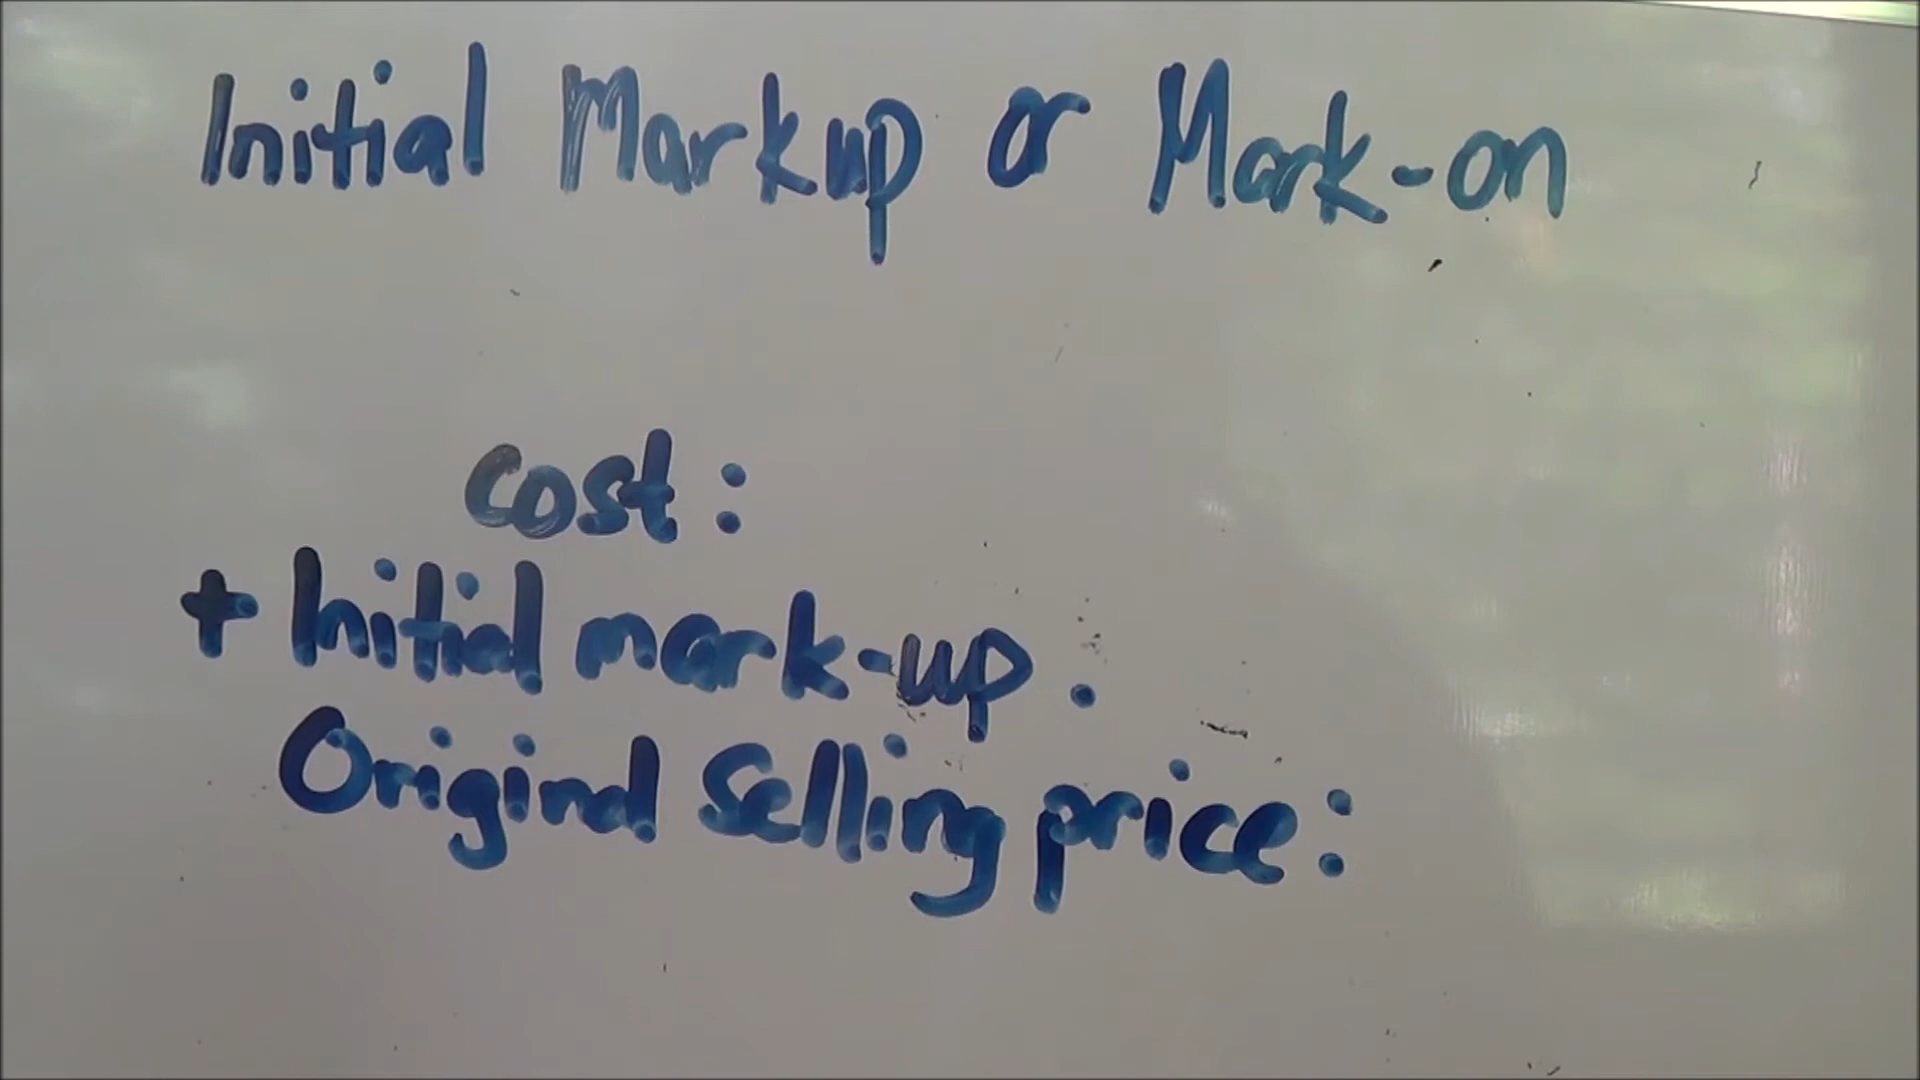 Initial Markup or Mark-on
cost:
+ Initial mark-up:
Original Selling price: